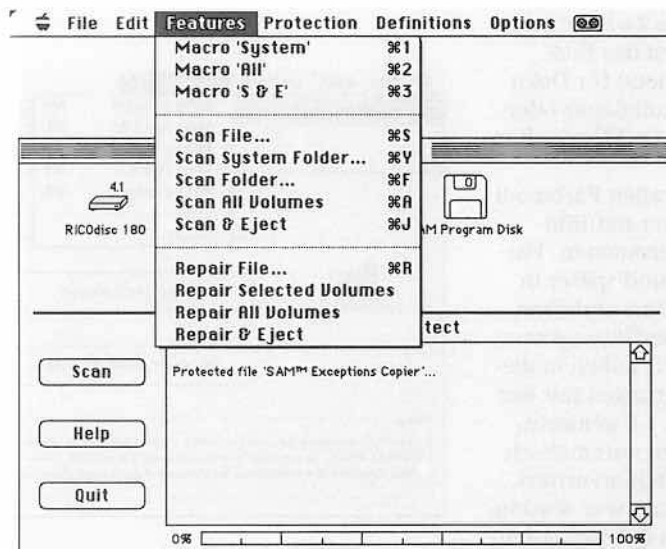 File Edit Features Protection Definitions Options
Macro 'System' ⌘1
Macro 'All' ⌘2
Macro 'S & E' ⌘3
Scan File... ⌘S
Scan System Folder... ⌘Y
Scan Folder... ⌘F
Scan All Volumes ⌘A
Scan & Eject ⌘J
Repair File... ⌘R
Repair Selected Volumes
Repair All Volumes
Repair & Eject
4.1
RICOdisc 180
0
AM Program Disk
tect
Protected file 'SAM™ Exceptions Copier'...
Scan
Help
Quit
0% 100%